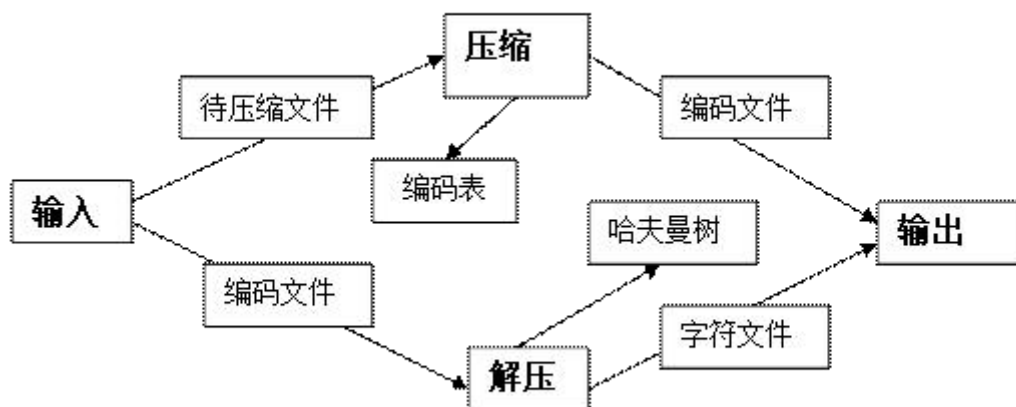 压缩
待压缩文件
编码文件
编码表
输入
哈夫曼树
输出
编码文件
字符文件
解压